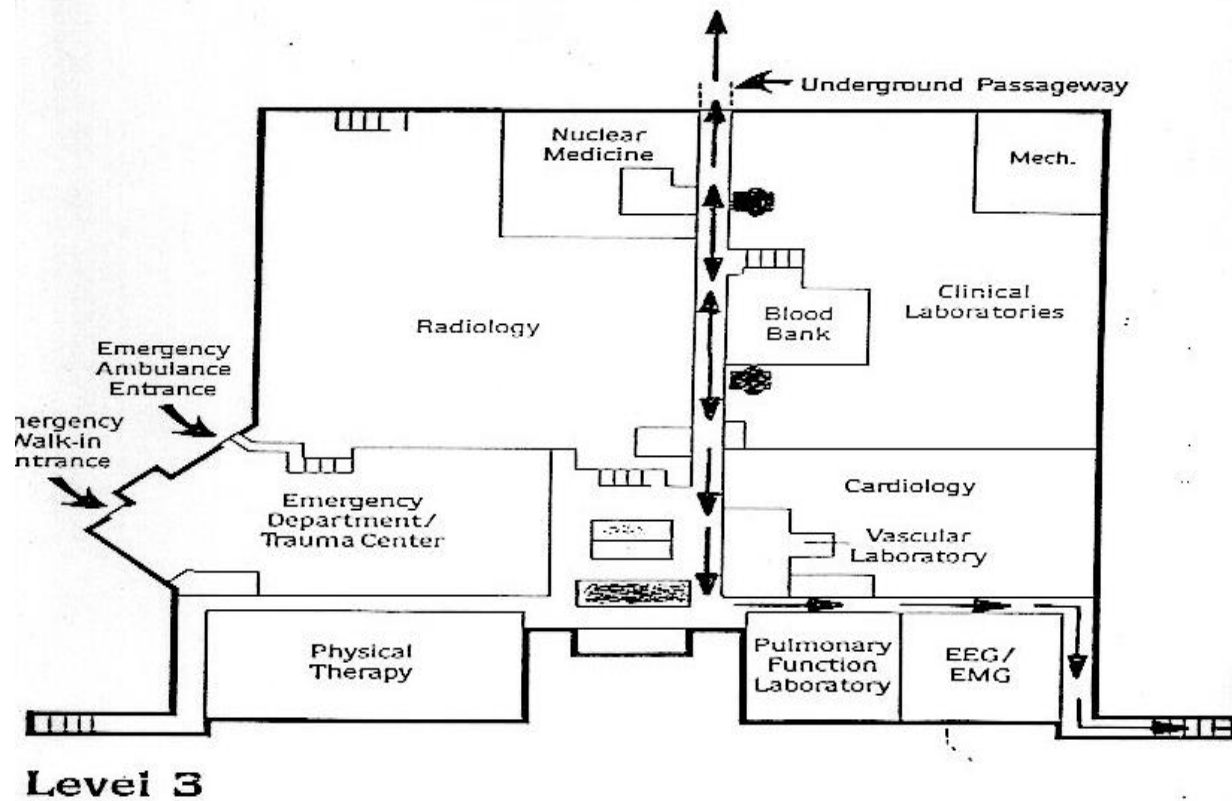 Underground Passageway
Nuclear
Medicine
Mech.
Radiology
Blood
Bank
Clinical
Laboratories
Emergency
Ambulance
Entrance
nergency
Walk-in
ntrance
Emergency
Department/
Trauma Center
Cardiology
Vascular
Laboratory
Physical
Therapy
Pulmonary
Function
Laboratory
EEG/
EMG
Level 3